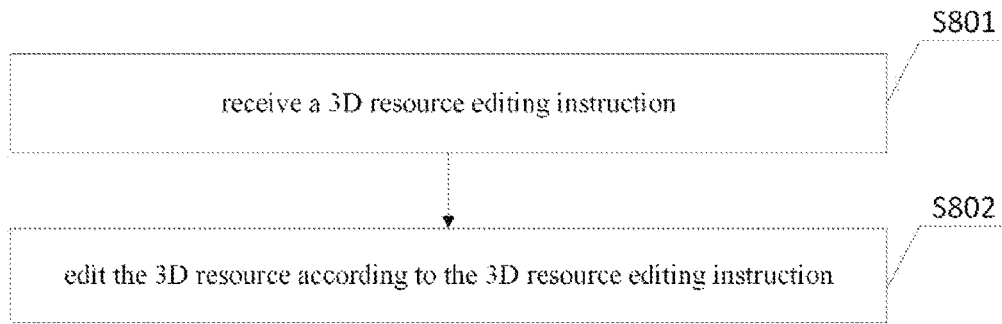 S801
receive a 3D resource editing instruction
S802
edit the 3D resource according to the 3D resource editing instruction